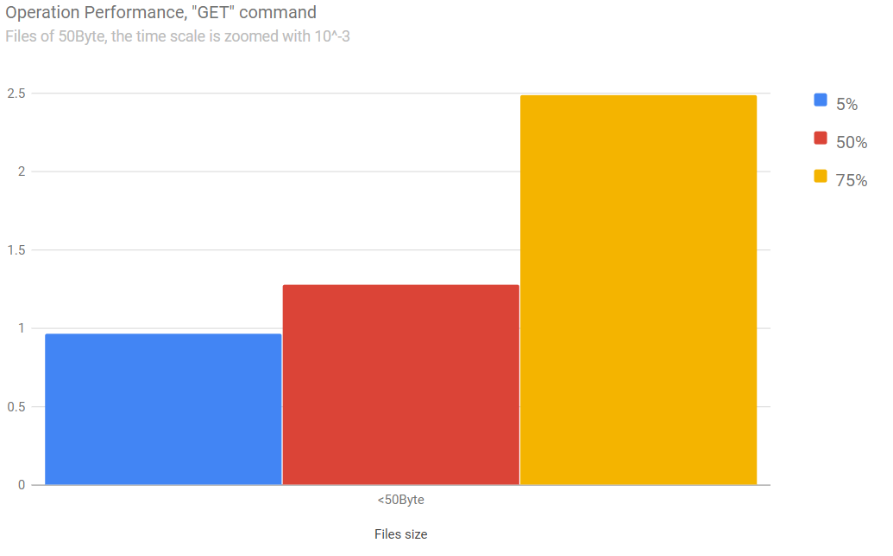 Operation Performance, "GET" command
Files of 50Byte, the time scale is zoomed with 10^-3
2.5
2
1.5
1
0.5
0
<50Byte
Files size
5%
50%
75%